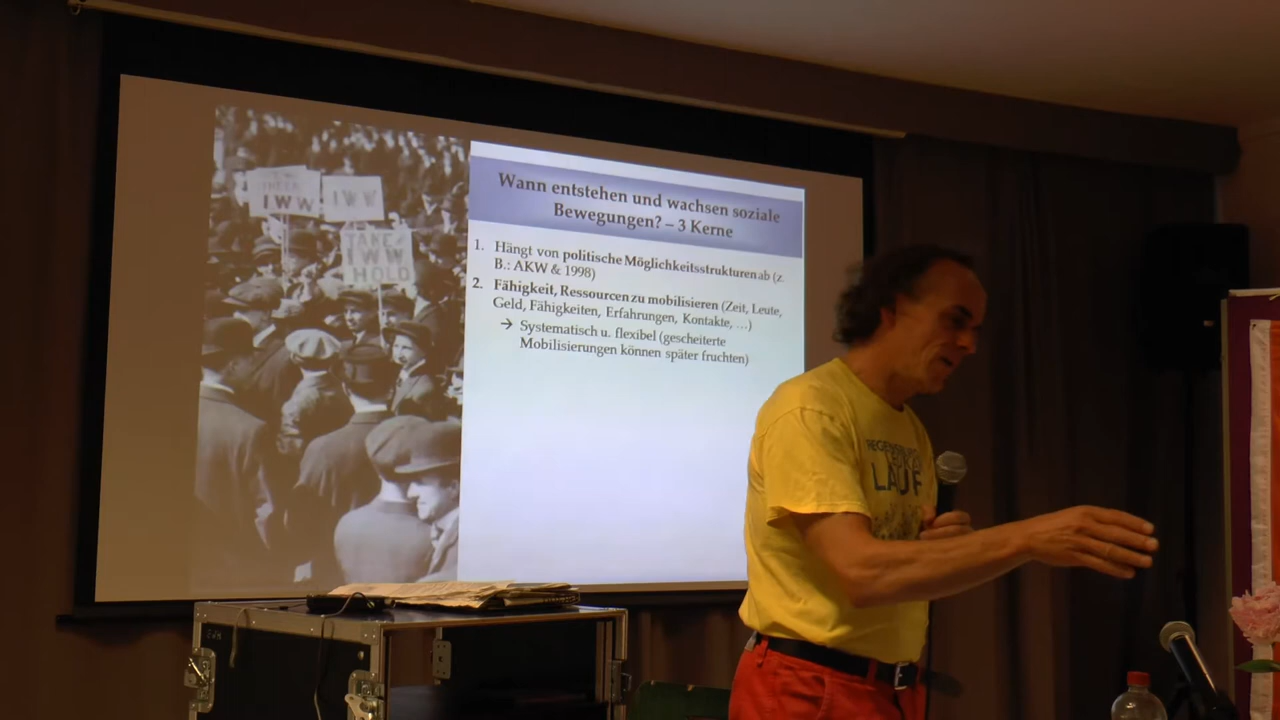 IWW
IWW
TAKE
IWW
HOLD
Wann entstehen und wachsen soziale
Bewegungen? – 3 Kerne
1. Hängt von politische Möglichkeitsstrukturen ab (z.
B.: AKW & 1998)
2. Fähigkeit, Ressourcen zu mobilisieren (Zeit, Leute,
Geld, Fähigkeiten, Erfahrungen, Kontakte, …)
→ Systematisch u. flexibel (gescheiterte
Mobilisierungen können später fruchten)
LAUF